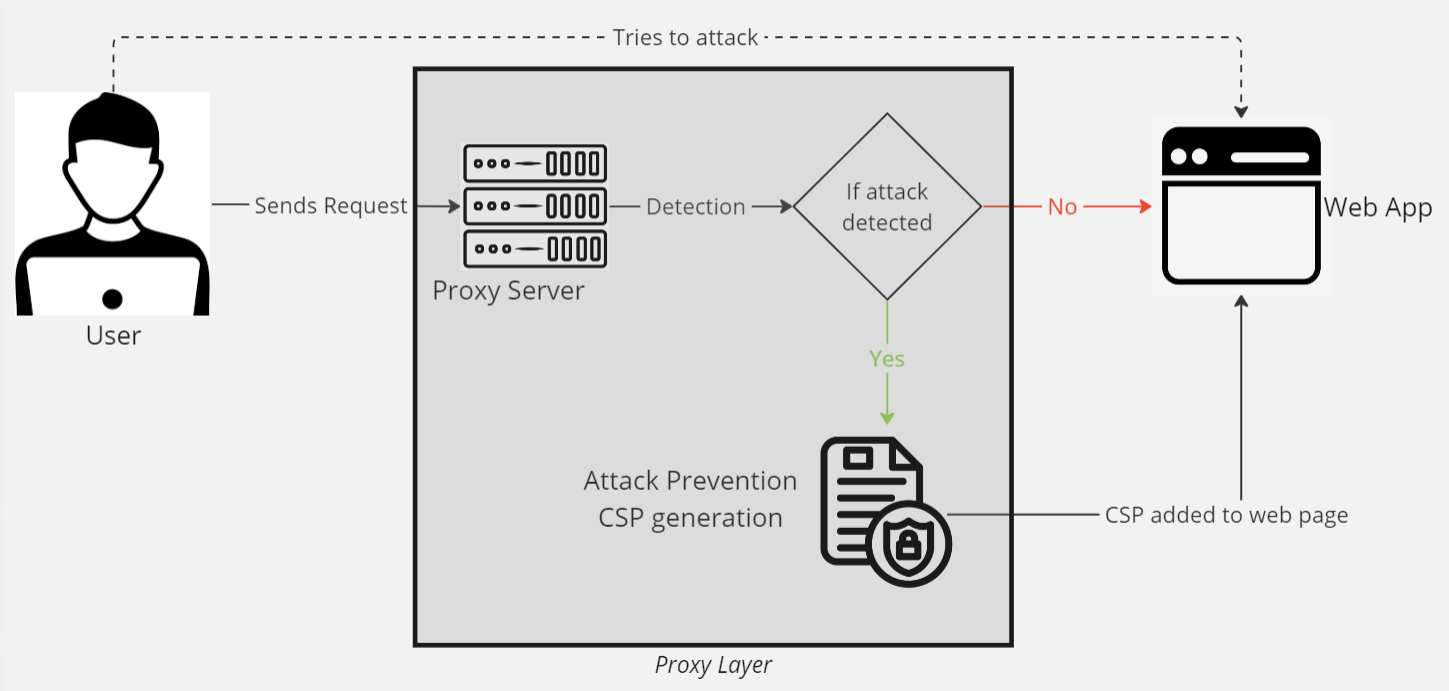 Tries to attack
Sends Request
Detection
If attack
detected
No
Web App
Proxy Server
User
Yes
Attack Prevention
CSP generation
CSP added to web page
Proxy Layer